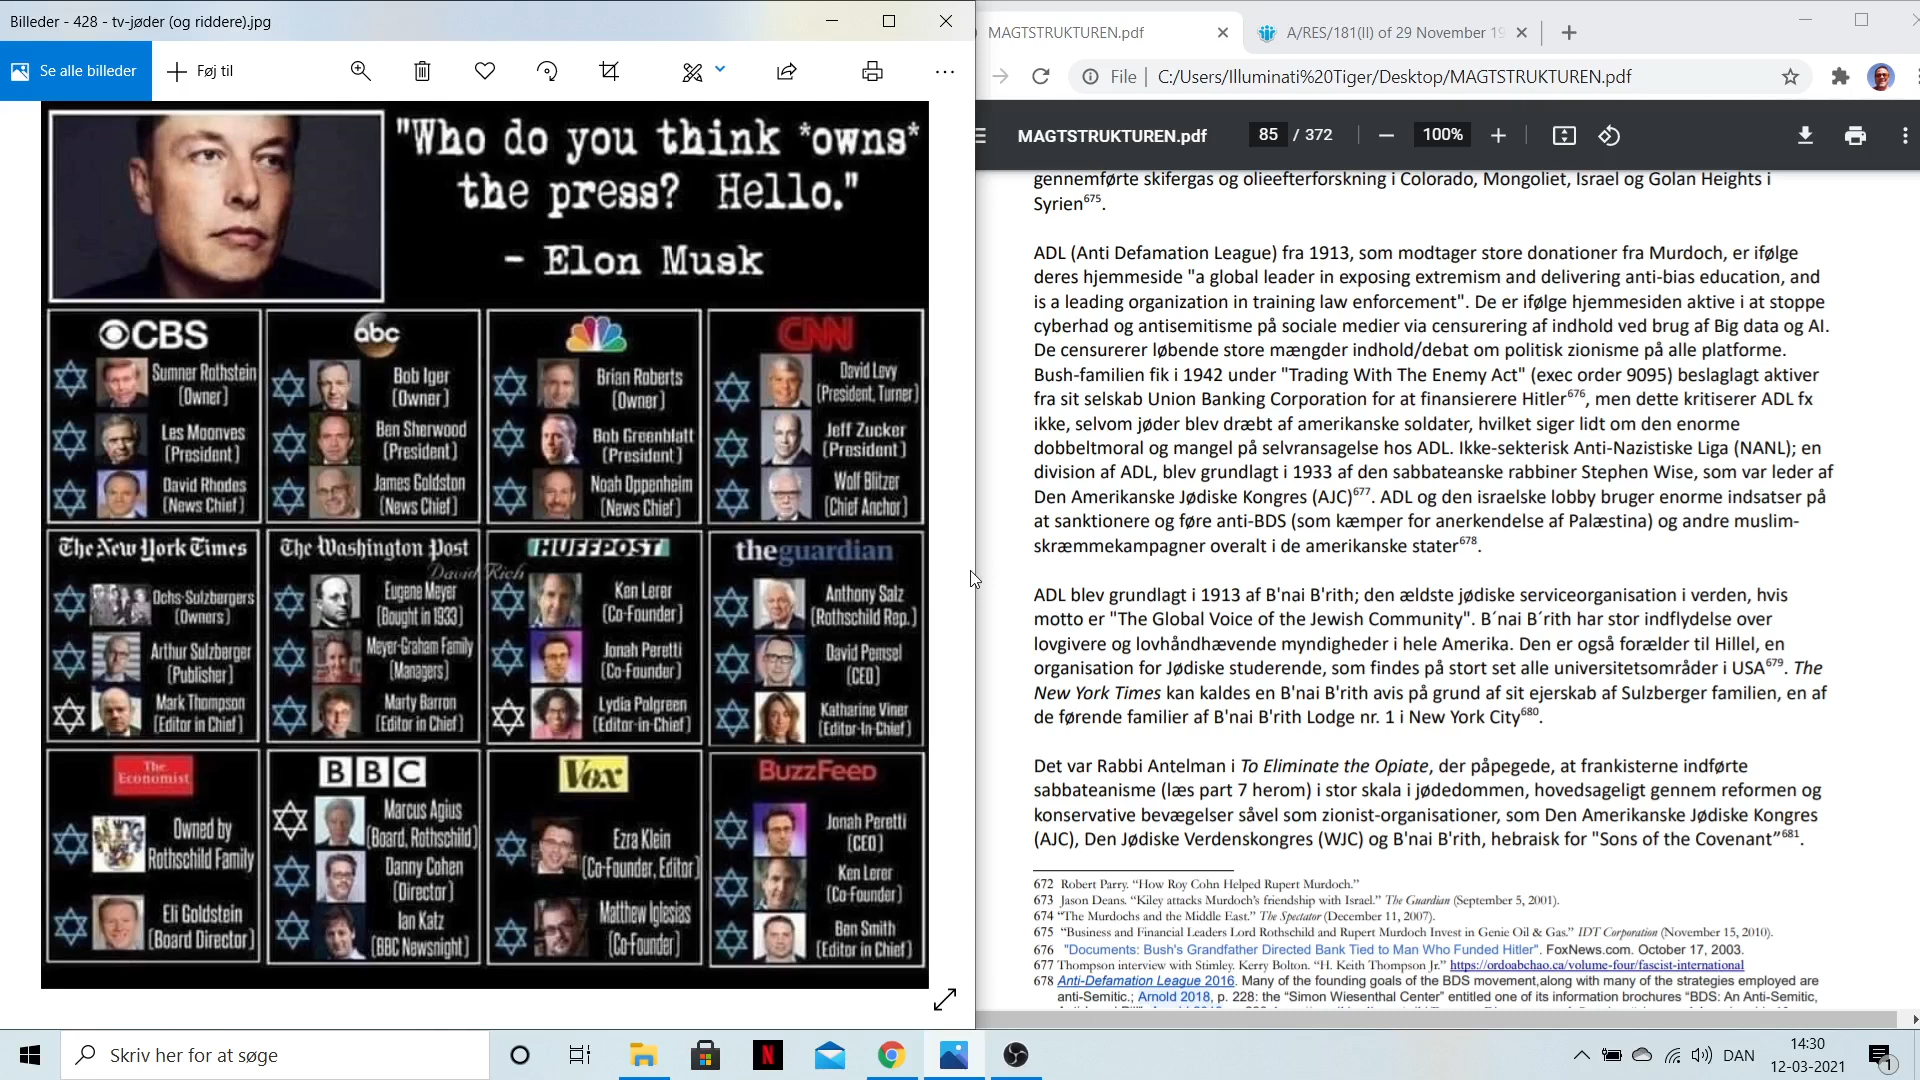 Billeder - 428 - tv-jøder (og riddere).jpg
Se alle billeder
Føj til
"Who do you think *owns*
the press?  Hello."
- Elon Musk
CBS
Sumner Rothstein
(Owner)
Les Moonves
(President)
David Rhodes
(News Chief)
abc
Bob Iger
(Owner)
Ben Sherwood
(President)
James Goldston
(News Chief)
Brian Roberts
(Owner)
Bob Greenblatt
(President)
Noah Oppenheim
(News Chief)
CNN
David Levy
(President, Turner)
Jeff Zucker
(President)
Wolf Blitzer
(Chief Anchor)
The New York Times
Ochs-Sulzbergers
(Owners)
Arthur Sulzberger
(Publisher)
Mark Thompson
(Editor in Chief)
The Washington Post
David Rich
Eugene Meyer
(Bought in 1933)
Meyer-Graham Family
(Managers)
Marty Barron
(Editor in Chief)
HUFFPOST
Ken Lerer
(Co-Founder)
Jonah Peretti
(Co-Founder)
Lydia Polgreen
(Editor-in-Chief)
theguardian
Anthony Salz
(Rothschild Rep.)
David Pemsel
(CEO)
Katharine Viner
(Editor-In-Chief)
The
Economist
Owned by
Rothschild Family
Eli Goldstein
(Board Director)
BBC
Marcus Agius
(Board, Rothschild)
Danny Cohen
(Director)
Ian Katz
(BBC Newsnight)
Vox
Ezra Klein
(Co-Founder, Editor)
Matthew Iglesias
(Co-Founder)
BuzzFeed
Jonah Peretti
(CEO)
Ken Lerer
(Co-Founder)
Ben Smith
(Editor in Chief)
MAGTSTRUKTUREN.pdf
A/RES/181(II) of 29 November 19
File | C:/Users/Illuminati%20Tiger/Desktop/MAGTSTRUKTUREN.pdf
MAGTSTRUKTUREN.pdf
85 / 372
100%
gennemførte skifergas og olieefterforskning i Colorado, Mongoliet, Israel og Golan Heights i
Syrien675.
ADL (Anti Defamation League) fra 1913, som modtager store donationer fra Murdoch, er ifølge
deres hjemmeside "a global leader in exposing extremism and delivering anti-bias education, and
is a leading organization in training law enforcement". De er ifølge hjemmesiden aktive i at stoppe
cyberhad og antisemitisme på sociale medier via censurering af indhold ved brug af Big data og AI.
De censurerer løbende store mængder indhold/debat om politisk zionisme på alle platforme.
Bush-familien fik i 1942 under "Trading With The Enemy Act" (exec order 9095) beslaglagt aktiver
fra sit selskab Union Banking Corporation for at finansierere Hitler676, men dette kritiserer ADL fx
ikke, selvom jøder blev dræbt af amerikanske soldater, hvilket siger lidt om den enorme
dobbeltmoral og mangel på selvransagelse hos ADL. Ikke-sekterisk Anti-Nazistiske Liga (NANL); en
division af ADL, blev grundlagt i 1933 af den sabbateanske rabbiner Stephen Wise, som var leder af
Den Amerikanske Jødiske Kongres (AJC)677. ADL og den israelske lobby bruger enorme indsatser på
at sanktionere og føre anti-BDS (som kæmper for anerkendelse af Palæstina) og andre muslim-
skræmmekampagner overalt i de amerikanske stater678.
ADL blev grundlagt i 1913 af B'nai B'rith; den ældste jødiske serviceorganisation i verden, hvis
motto er "The Global Voice of the Jewish Community". B´nai B´rith har stor indflydelse over
lovgivere og lovhåndhævende myndigheder i hele Amerika. Den er også forælder til Hillel, en
organisation for Jødiske studerende, som findes på stort set alle universitetsområder i USA679. The
New York Times kan kaldes en B'nai B'rith avis på grund af sit ejerskab af Sulzberger familien, en af
de førende familier af B'nai B'rith Lodge nr. 1 i New York City680.
Det var Rabbi Antelman i To Eliminate the Opiate, der påpegede, at frankisterne indførte
sabbateanisme (læs part 7 herom) i stor skala i jødedommen, hovedsageligt gennem reformen og
konservative bevægelser såvel som zionist-organisationer, som Den Amerikanske Jødiske Kongres
(AJC), Den Jødiske Verdenskongres (WJC) og B'nai B'rith, hebraisk for "Sons of the Covenant”681.
672 Robert Parry. “How Roy Cohn Helped Rupert Murdoch.”
673 Jason Deans. “Kiley attacks Murdoch’s friendship with Israel.” The Guardian (September 5, 2001).
674 “The Murdochs and the Middle East.” The Spectator (December 11, 2007).
675 “Business and Financial Leaders Lord Rothschild and Rupert Murdoch Invest in Genie Oil & Gas.” IDT Corporation (November 15, 2010).
676 "Documents: Bush's Grandfather Directed Bank Tied to Man Who Funded Hitler". FoxNews.com. October 17, 2003.
677 Thompson interview with Stimley. Kerry Bolton. “H. Keith Thompson Jr.” https://ordoabchao.ca/volume-four/fascist-international
678 Anti-Defamation League 2016. Many of the founding goals of the BDS movement,along with many of the strategies employed are
anti-Semitic.; Arnold 2018, p. 228: the “Simon Wiesenthal Center” entitled one of its information brochures “BDS: An Anti-Semitic,
Skriv her for at søge
DAN
14:30
12-03-2021
1